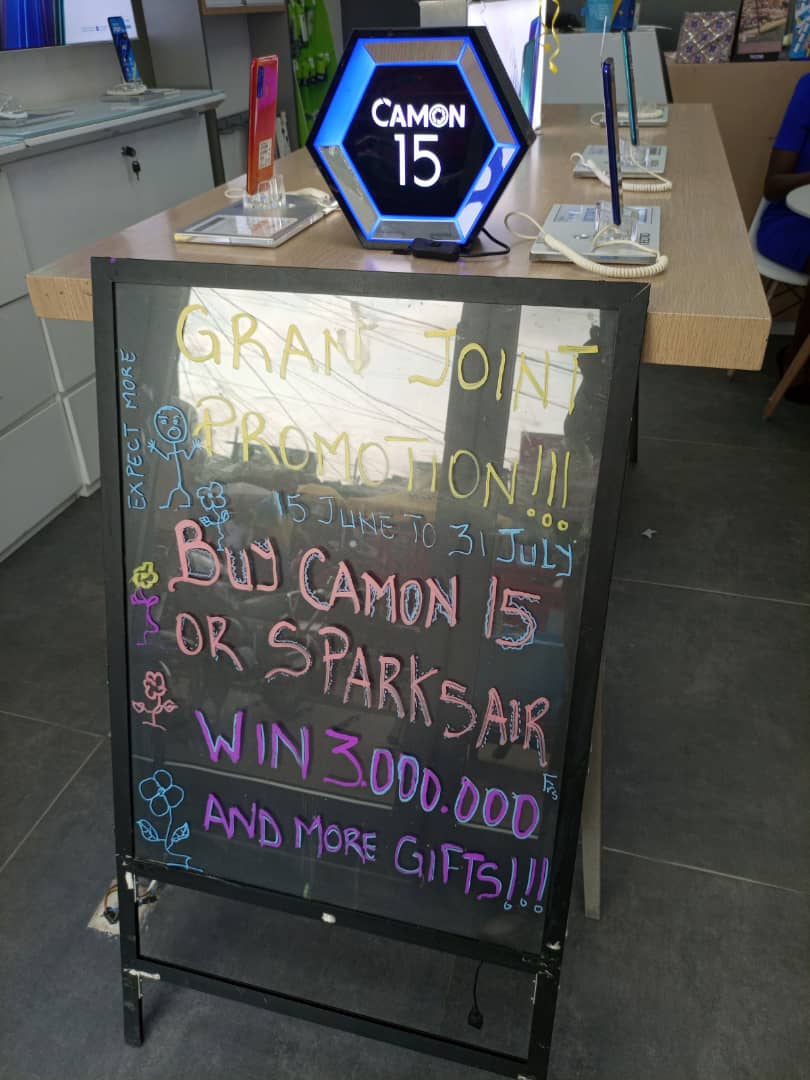 CAMON
15
GRAN JOINT
PROMOTION!!!
EXPECT MORE
15 JUNE TO 31 JULY
BUY CAMON 15
OR SPARK5AIR
WIN 3.000.000 Frs
AND MORE GIFTS!!!